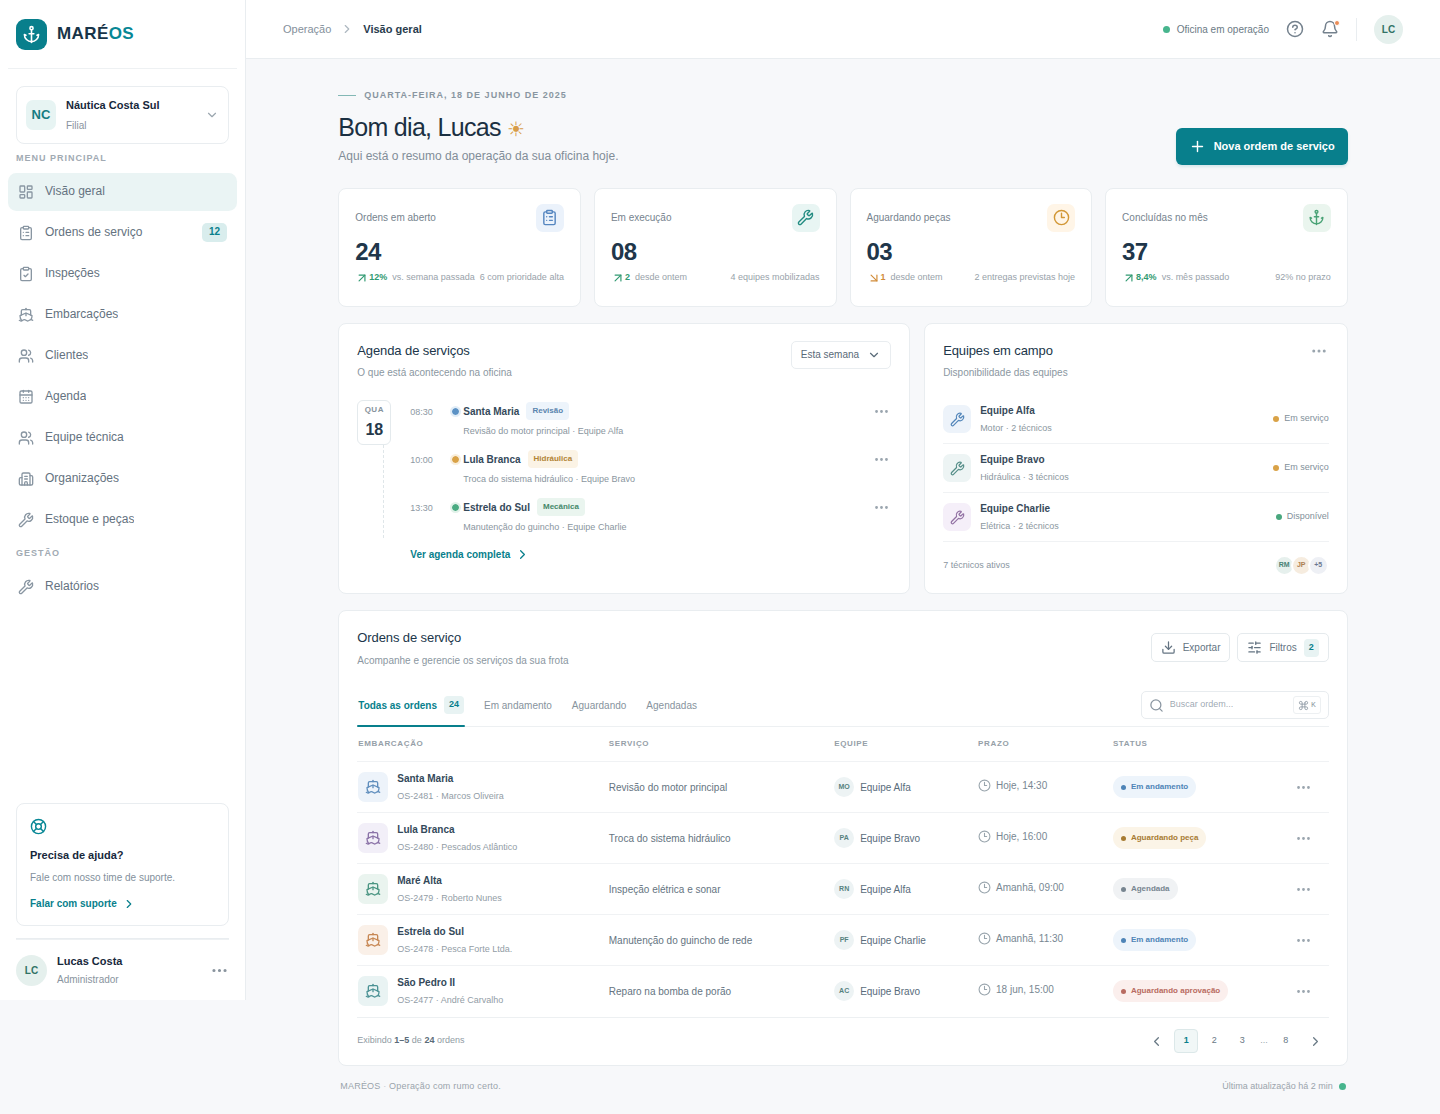 MARÉOS
NC
Náutica Costa Sul
Filial
MENU PRINCIPAL
Visão geral
Ordens de serviço 12
Inspeções
Embarcações
Clientes
Agenda
Equipe técnica
Organizações
Estoque e peças
GESTÃO
Relatórios
Precisa de ajuda?
Fale com nosso time de suporte.
Falar com suporte
LC
Lucas Costa
Administrador
Operação Visão geral
Oficina em operação LC
QUARTA-FEIRA, 18 DE JUNHO DE 2025
Bom dia, Lucas
Aqui está o resumo da operação da sua oficina hoje.
Nova ordem de serviço
Ordens em aberto
24
12% vs. semana passada 6 com prioridade alta
Em execução
08
2 desde ontem 4 equipes mobilizadas
Aguardando peças
03
1 desde ontem 2 entregas previstas hoje
Concluídas no mês
37
8,4% vs. mês passado 92% no prazo
Agenda de serviços
O que está acontecendo na oficina
Esta semana
QUA
18
08:30 Santa Maria Revisão
Revisão do motor principal · Equipe Alfa
10:00 Lula Branca Hidráulica
Troca do sistema hidráulico · Equipe Bravo
13:30 Estrela do Sul Mecânica
Manutenção do guincho · Equipe Charlie
Ver agenda completa
Equipes em campo
Disponibilidade das equipes
Equipe Alfa
Motor · 2 técnicos
Em serviço
Equipe Bravo
Hidráulica · 3 técnicos
Em serviço
Equipe Charlie
Elétrica · 2 técnicos
Disponível
7 técnicos ativos RM JP +5
Ordens de serviço
Acompanhe e gerencie os serviços da sua frota
Exportar Filtros 2
Todas as ordens 24 Em andamento Aguardando Agendadas
Buscar ordem... ⌘ K
EMBARCAÇÃO SERVIÇO EQUIPE PRAZO STATUS
Santa Maria
OS-2481 · Marcos Oliveira
Revisão do motor principal MO Equipe Alfa Hoje, 14:30 Em andamento
Lula Branca
OS-2480 · Pescados Atlântico
Troca do sistema hidráulico PA Equipe Bravo Hoje, 16:00 Aguardando peça
Maré Alta
OS-2479 · Roberto Nunes
Inspeção elétrica e sonar RN Equipe Alfa Amanhã, 09:00 Agendada
Estrela do Sul
OS-2478 · Pesca Forte Ltda.
Manutenção do guincho de rede PF Equipe Charlie Amanhã, 11:30 Em andamento
São Pedro II
OS-2477 · André Carvalho
Reparo na bomba de porão AC Equipe Bravo 18 jun, 15:00 Aguardando aprovação
Exibindo 1–5 de 24 ordens
1 2 3 ... 8
MARÉOS · Operação com rumo certo.
Última atualização há 2 min